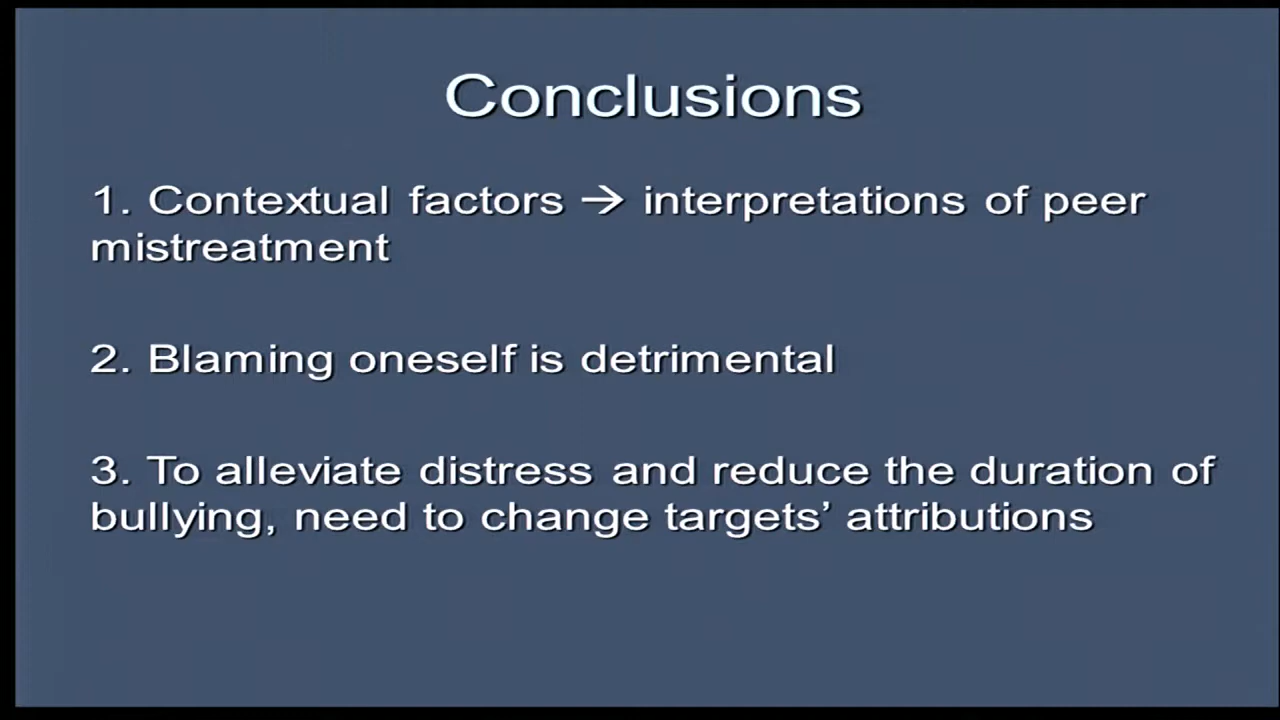 Conclusions
1. Contextual factors → interpretations of peer
mistreatment
2. Blaming oneself is detrimental
3. To alleviate distress and reduce the duration of
bullying, need to change targets’ attributions